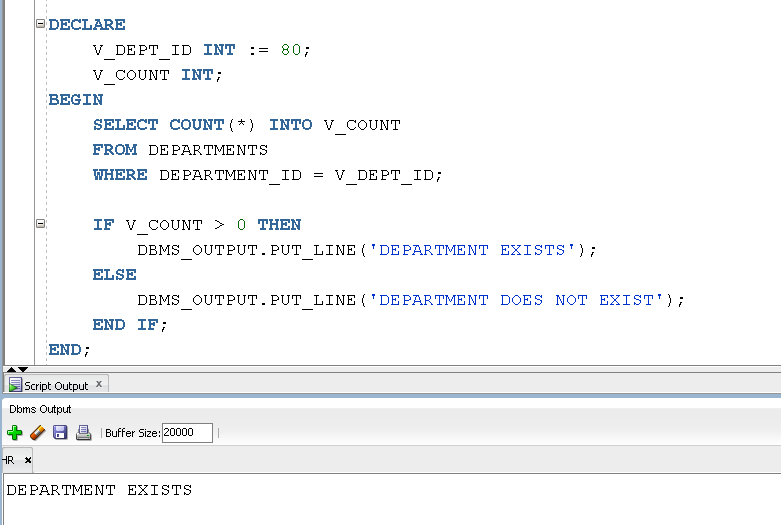 DECLARE
V_DEPT_ID INT := 80;
V_COUNT INT;
BEGIN
SELECT COUNT(*) INTO V_COUNT
FROM DEPARTMENTS
WHERE DEPARTMENT_ID = V_DEPT_ID;
IF V_COUNT > 0 THEN
DBMS_OUTPUT.PUT_LINE('DEPARTMENT EXISTS');
ELSE
DBMS_OUTPUT.PUT_LINE('DEPARTMENT DOES NOT EXIST');
END IF;
END;
Script Output x
Dbms Output
Buffer Size: 20000
HR x
DEPARTMENT EXISTS